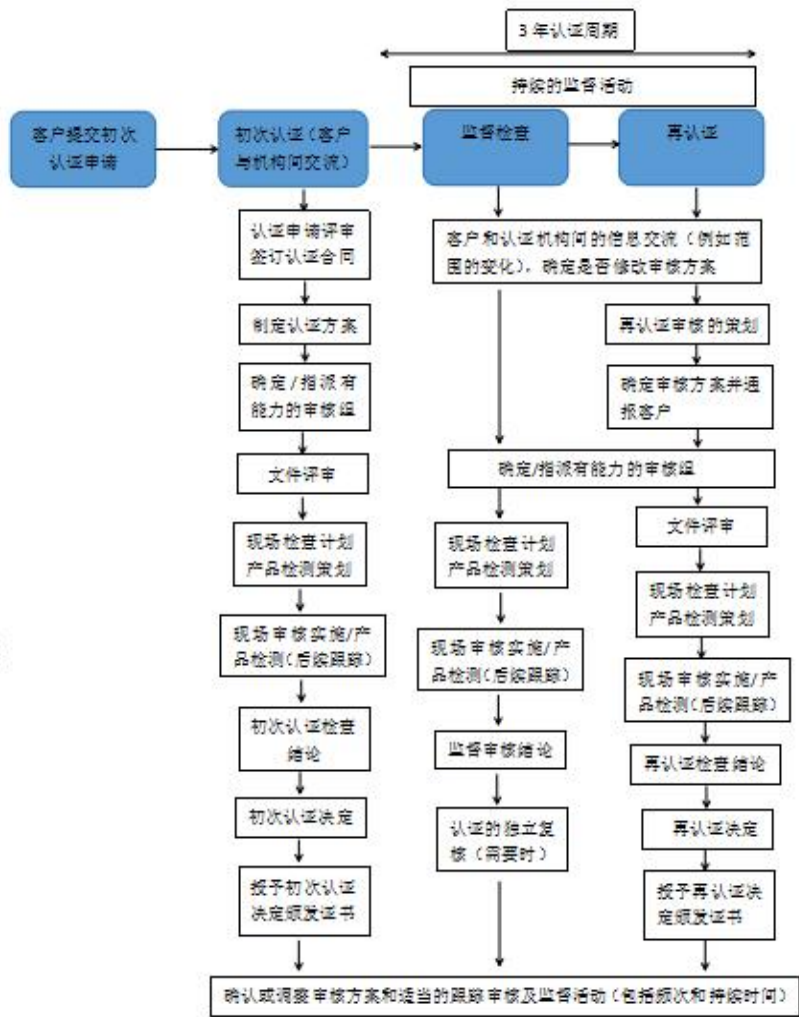 3 年认证周期
持续的监督活动
客户提交初次
认证申请
初次认证（客户
与机构间交流）
监督检查
再认证
认证申请评审
签订认证合同
制定认证方案
确定/指派有
能力的审核组
文件评审
现场检查计划
产品检测策划
现场审核实施/产
品检测(后续跟踪)
初次认证检查
结论
初次认证决定
授予初次认证
决定颁发证书
客户和认证机构间的信息交流（例如范
围的变化），确定是否修改审核方案
再认证审核的策划
确定审核方案并通
报客户
确定/指派有能力的审核组
现场检查计划
产品检测策划
现场审核实施/产
品检测(后续跟踪)
监督审核结论
认证的独立复
核（需要时）
文件评审
现场检查计划
产品检测策划
现场审核实施/产
品检测(后续跟踪)
再认证检查结论
再认证决定
授予再认证决
定颁发证书
确认或调整审核方案和适当的跟踪审核及监督活动（包括频次和持续时间）